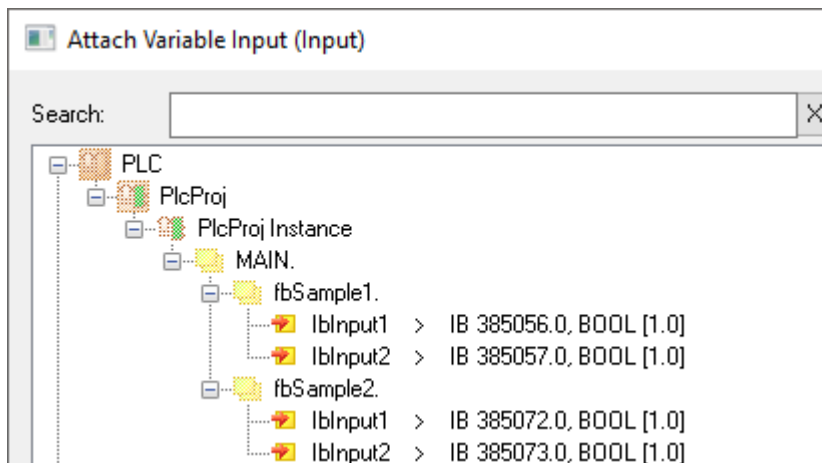 Attach Variable Input (Input)
Search:
PLC
PlcProj
PlcProj Instance
MAIN.
fbSample1.
IbInput1 > IB 385056.0, BOOL [1.0]
IbInput2 > IB 385057.0, BOOL [1.0]
fbSample2.
IbInput1 > IB 385072.0, BOOL [1.0]
IbInput2 > IB 385073.0, BOOL [1.0]